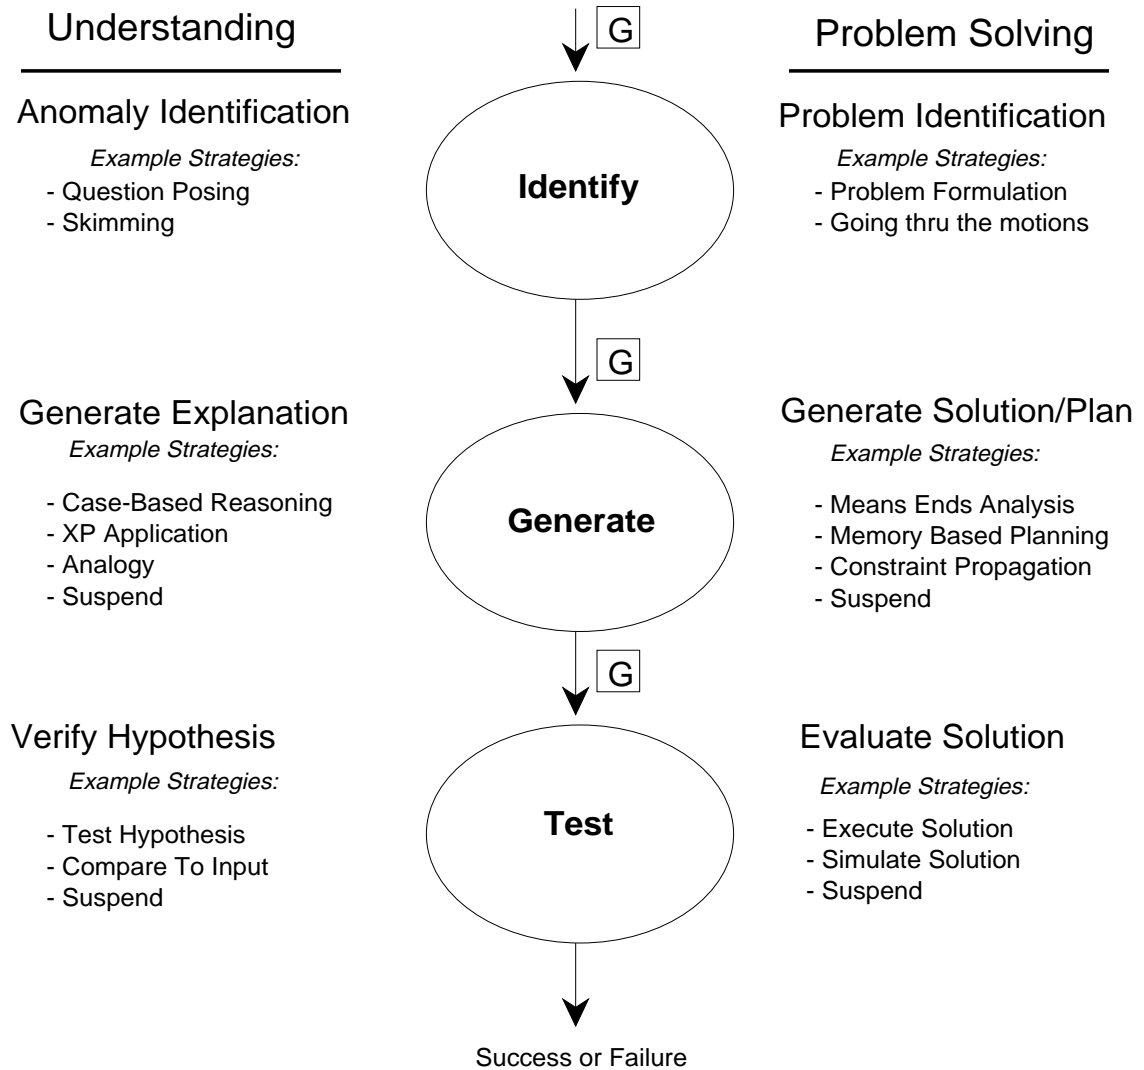 Understanding
G
Problem Solving
Anomaly Identification
Example Strategies:
- Question Posing
- Skimming
Identify
Problem Identification
Example Strategies:
- Problem Formulation
- Going thru the motions
G
Generate Explanation
Example Strategies:
- Case-Based Reasoning
- XP Application
- Analogy
- Suspend
Generate
Generate Solution/Plan
Example Strategies:
- Means Ends Analysis
- Memory Based Planning
- Constraint Propagation
- Suspend
G
Verify Hypothesis
Example Strategies:
- Test Hypothesis
- Compare To Input
- Suspend
Test
Evaluate Solution
Example Strategies:
- Execute Solution
- Simulate Solution
- Suspend
Success or Failure